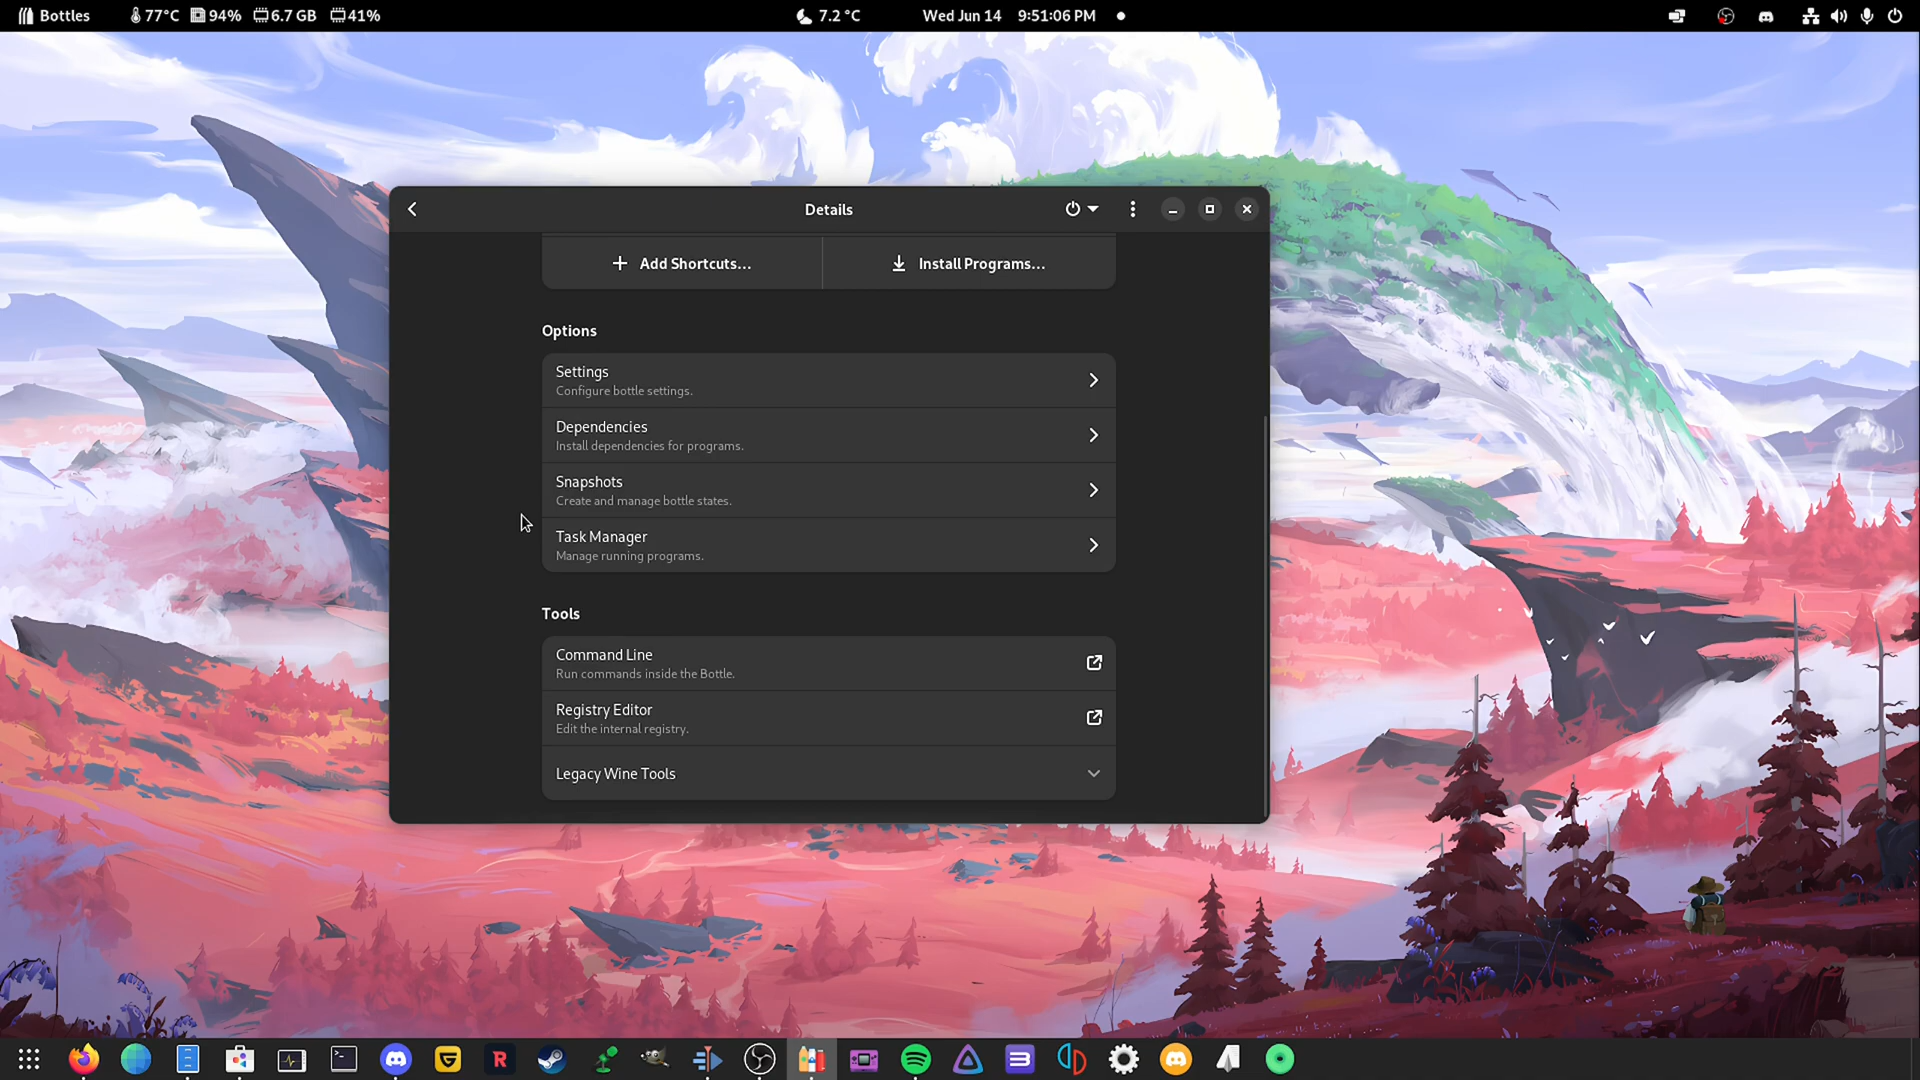 Bottles 77°C 94% 6.7 GB 41% 7.2 °C Wed Jun 14 9:51:06 PM
Details
Add Shortcuts...
Install Programs...
Options
Settings
Configure bottle settings.
Dependencies
Install dependencies for programs.
Snapshots
Create and manage bottle states.
Task Manager
Manage running programs.
Tools
Command Line
Run commands inside the Bottle.
Registry Editor
Edit the internal registry.
Legacy Wine Tools